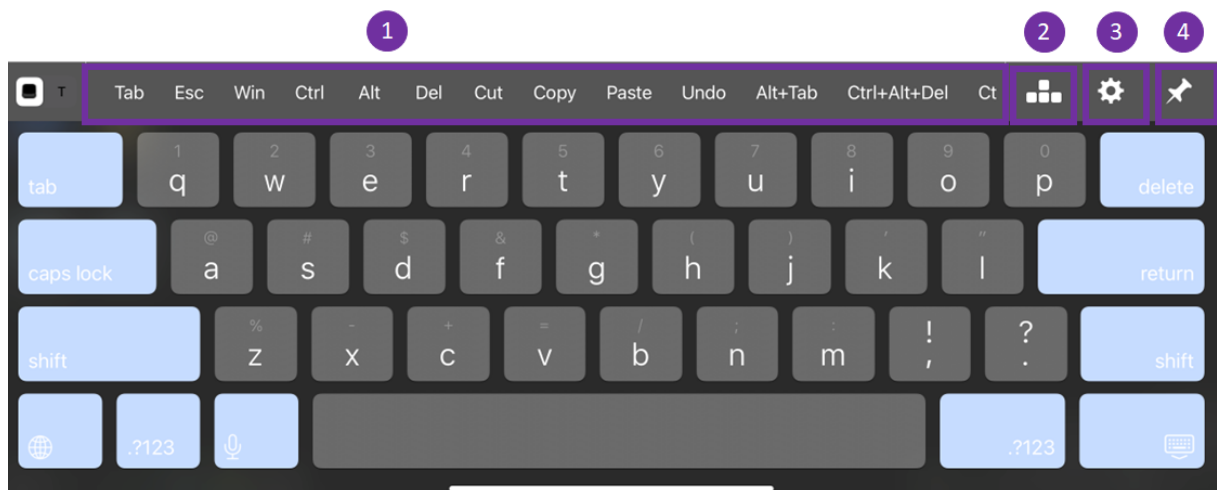 1 2 3 4
T Tab Esc Win Ctrl Alt Del Cut Copy Paste Undo Alt+Tab Ctrl+Alt+Del Ct
1 2 3 4 5 6 7 8 9 0
tab q w e r t y u i o p delete
@ # $ & * ( ) ' "
caps lock a s d f g h j k l return
% - + = / ; : ! ?
shift z x c v b n m , . shift
.?123 .?123